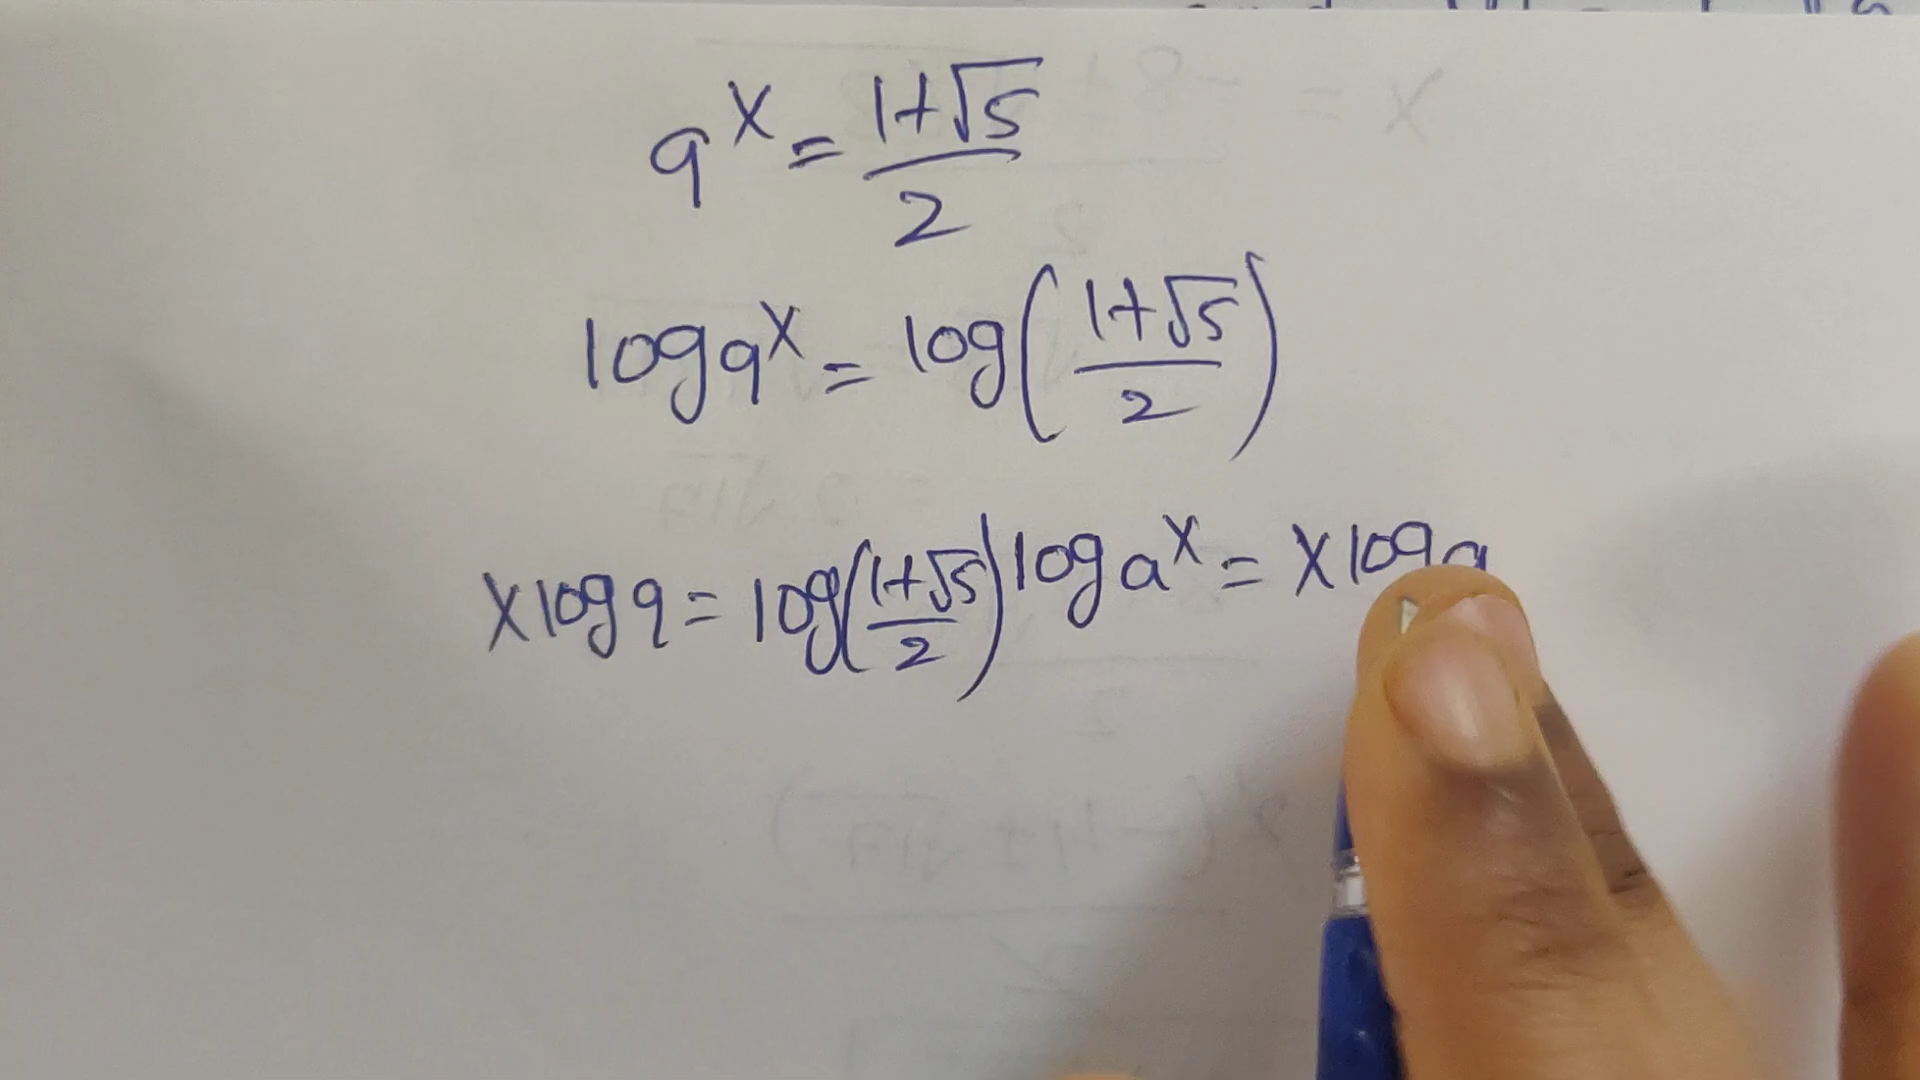 9^x = (1+√5)/2
log 9^x = log((1+√5)/2)
x log 9 = log((1+√5)/2) log a^x = x log a